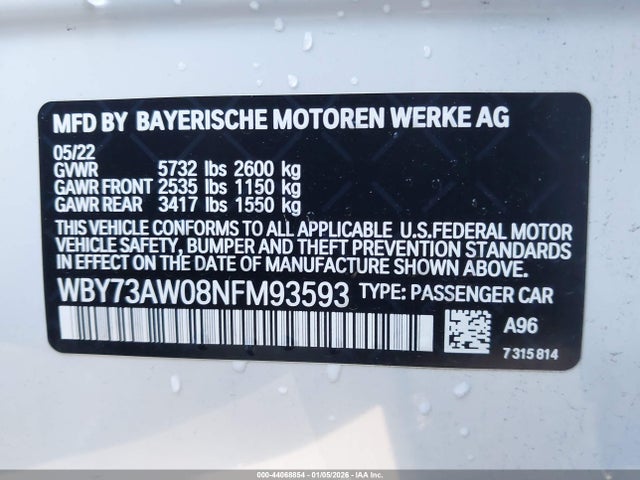 MFD BY BAYERISCHE MOTOREN WERKE AG
05/22
GVWR 5732 lbs 2600 kg
GAWR FRONT 2535 lbs 1150 kg
GAWR REAR 3417 lbs 1550 kg
THIS VEHICLE CONFORMS TO ALL APPLICABLE U.S.FEDERAL MOTOR
VEHICLE SAFETY, BUMPER AND THEFT PREVENTION STANDARDS
IN EFFECT ON THE DATE OF MANUFACTURE SHOWN ABOVE.
WBY73AW08NFM93593 TYPE: PASSENGER CAR
A96
7 315 814
000-44068854 - 01/05/2026 - COPART, INC.